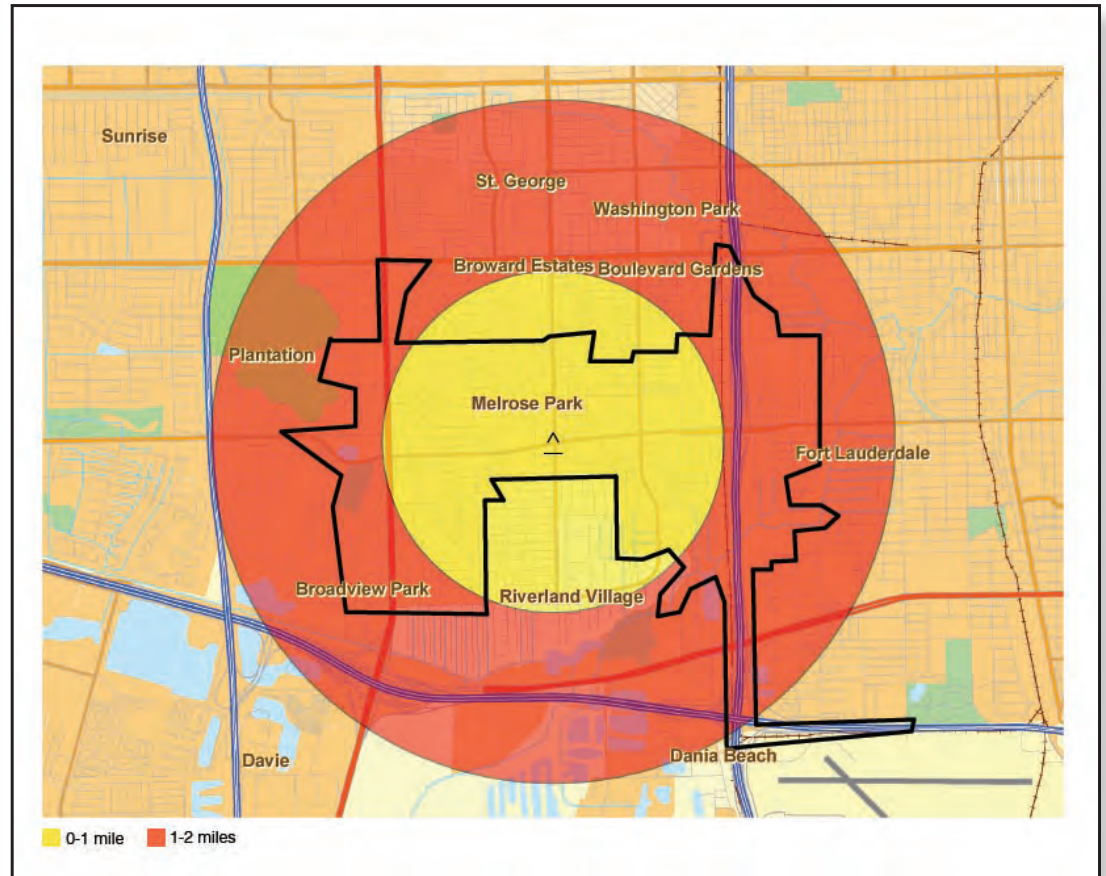 Sunrise
St. George
Washington Park
Broward Estates
Boulevard Gardens
Plantation
Melrose Park
Fort Lauderdale
Broadview Park
Riverland Village
Davie
Dania Beach
0-1 mile
1-2 miles